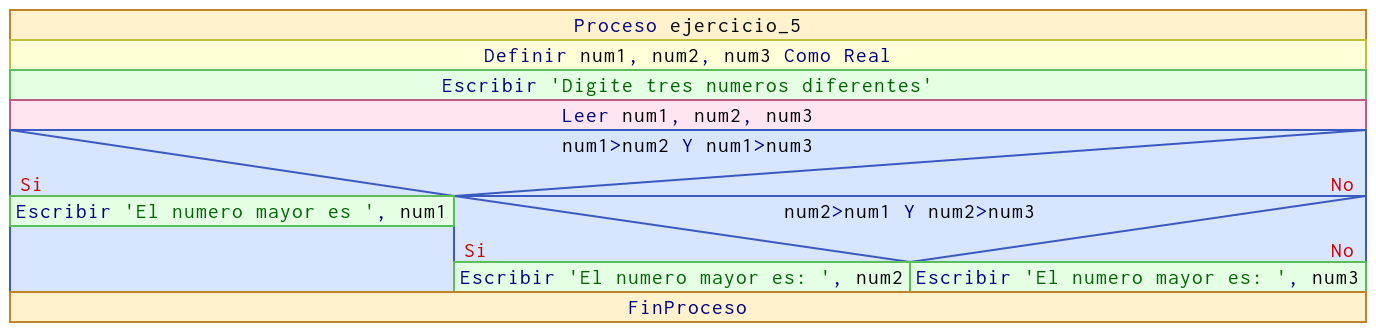 Proceso ejercicio_5
Definir num1, num2, num3 Como Real
Escribir 'Digite tres numeros diferentes'
Leer num1, num2, num3
num1>num2 Y num1>num3
Si No
Escribir 'El numero mayor es ', num1
num2>num1 Y num2>num3
Si No
Escribir 'El numero mayor es: ', num2
Escribir 'El numero mayor es: ', num3
FinProceso